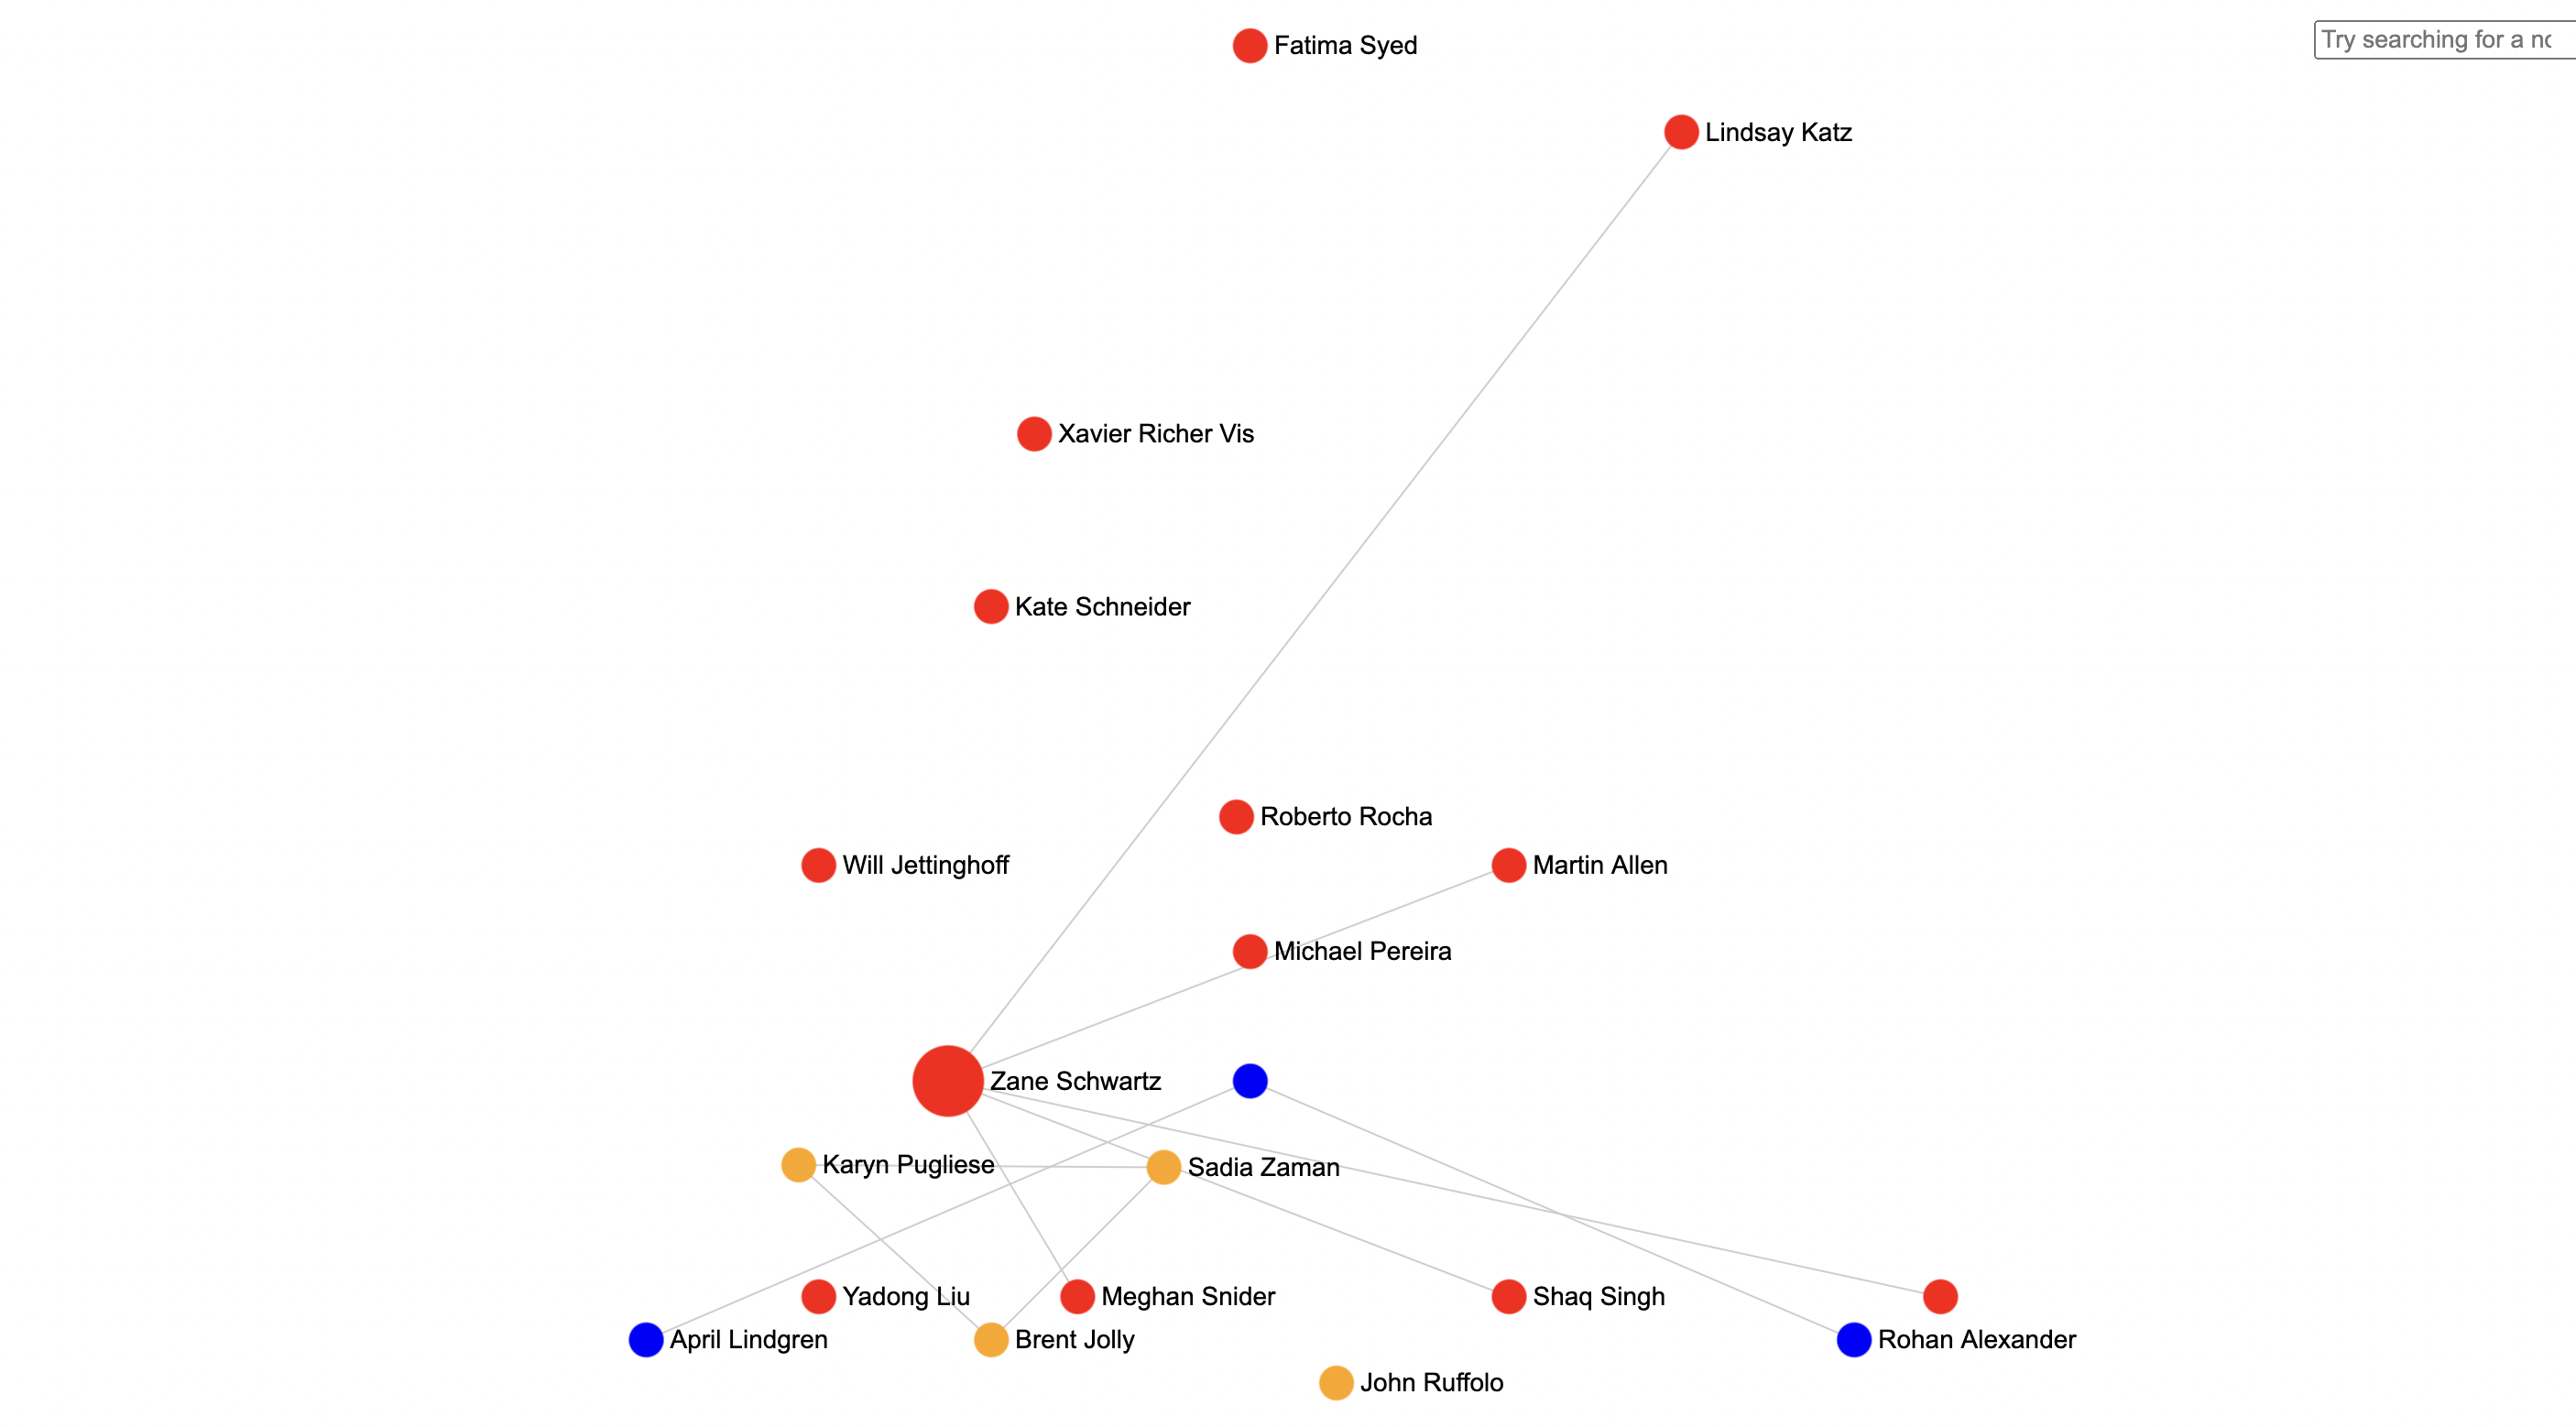 Fatima Syed
Try searching for a nc
Lindsay Katz
Xavier Richer Vis
Kate Schneider
Roberto Rocha
Will Jettinghoff
Martin Allen
Michael Pereira
Zane Schwartz
Karyn Pugliese
Sadia Zaman
Yadong Liu
Meghan Snider
Shaq Singh
April Lindgren
Brent Jolly
Rohan Alexander
John Ruffolo